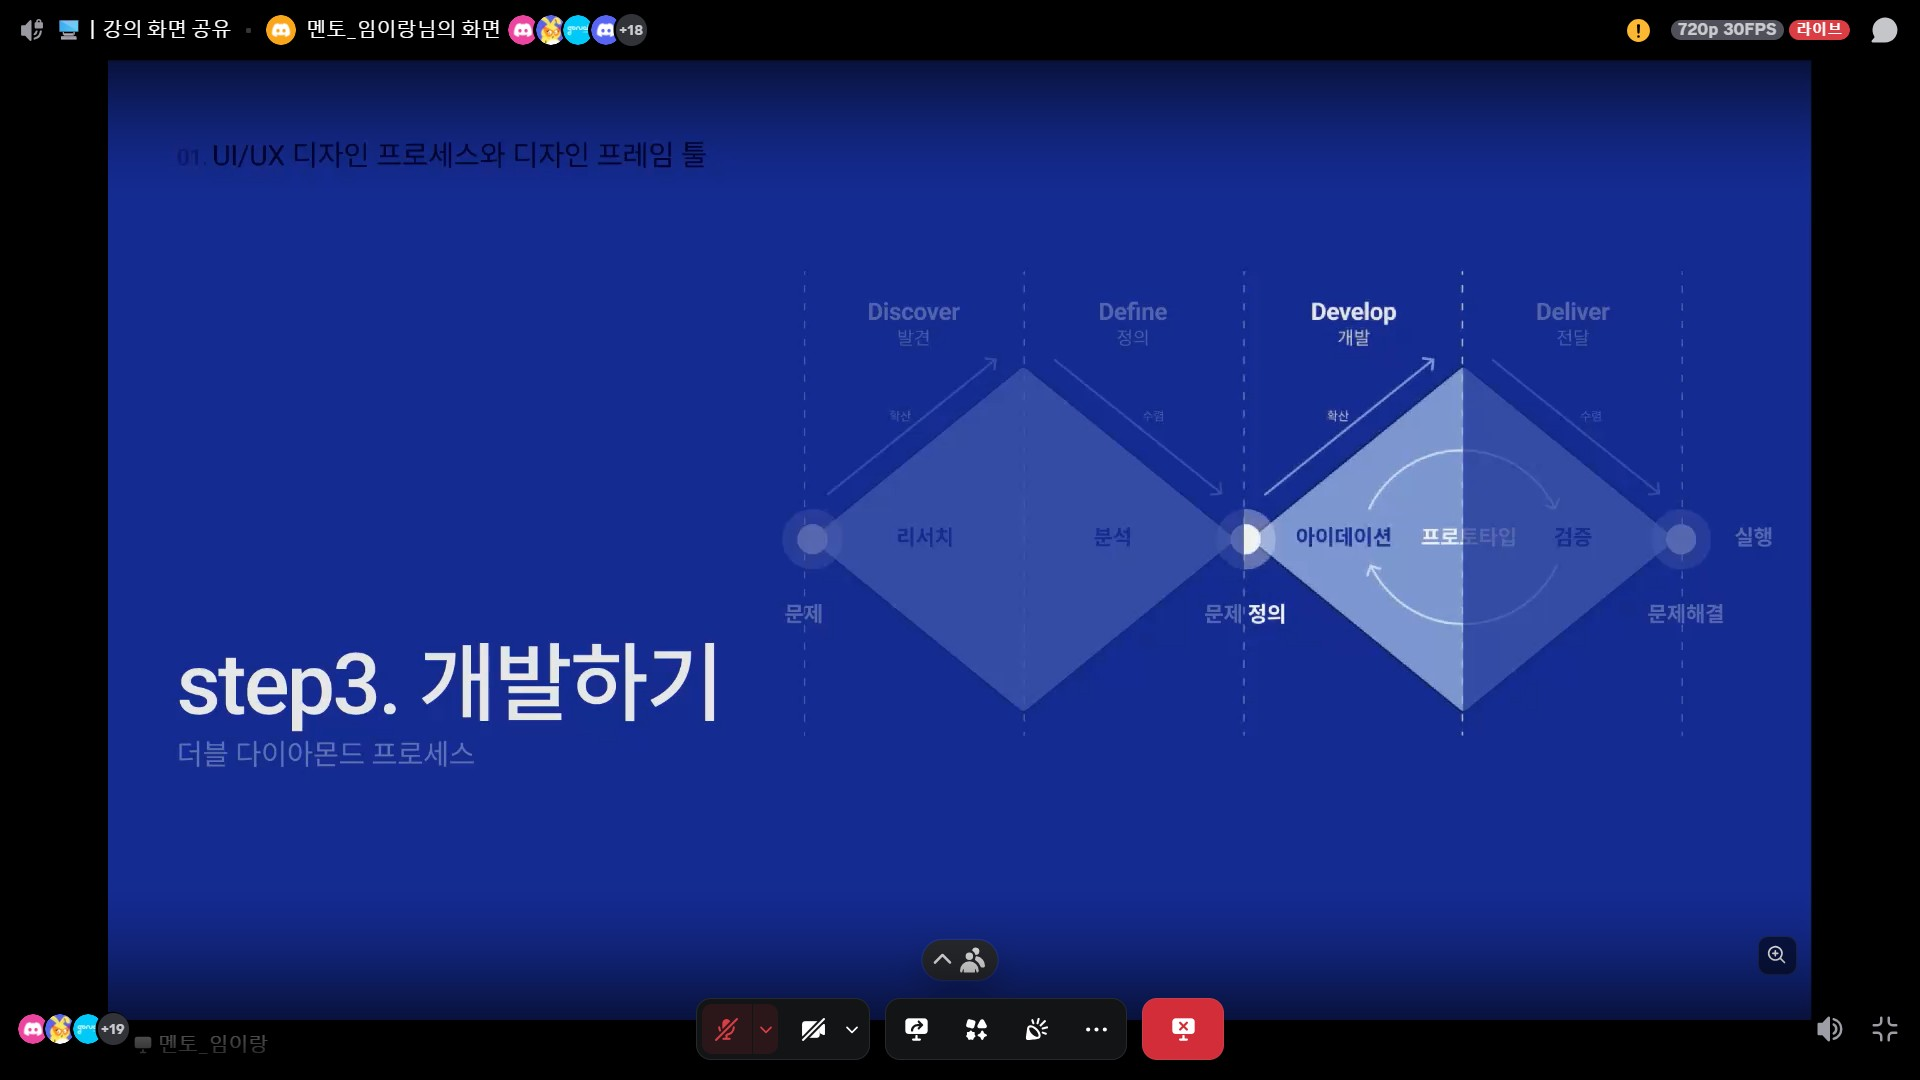 | 강의 화면 공유 • 멘토_임이랑님의 화면 +18
720p 30FPS 라이브
01. UI/UX 디자인 프로세스와 디자인 프레임 툴
Discover Define Develop Deliver
발견 정의 개발 전달
확산 수렴 확산 수렴
리서치 분석 아이데이션 프로토타입 검증 실행
문제 문제 정의 문제해결
step3. 개발하기
더블 다이아몬드 프로세스
+19 멘토_임이랑